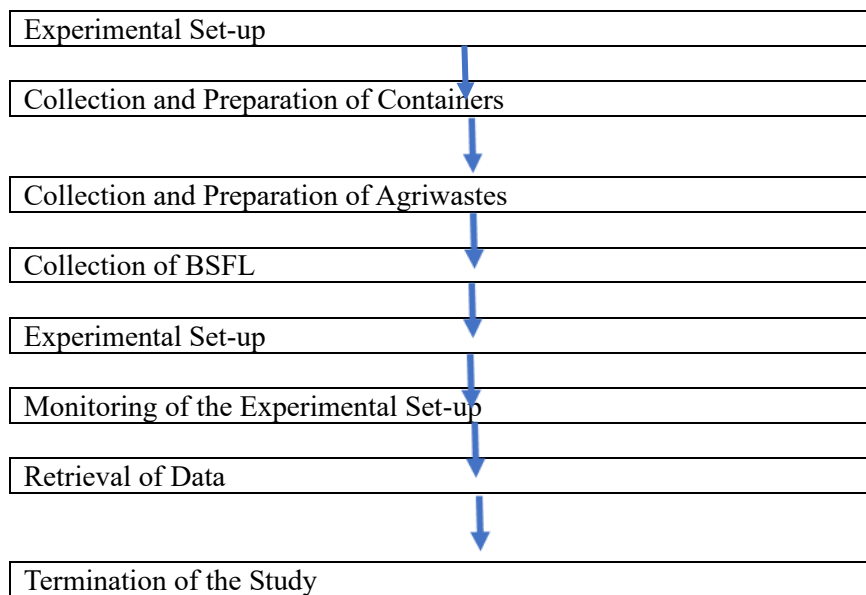 Experimental Set-up
Collection and Preparation of Containers
Collection and Preparation of Agriwastes
Collection of BSFL
Experimental Set-up
Monitoring of the Experimental Set-up
Retrieval of Data
Termination of the Study